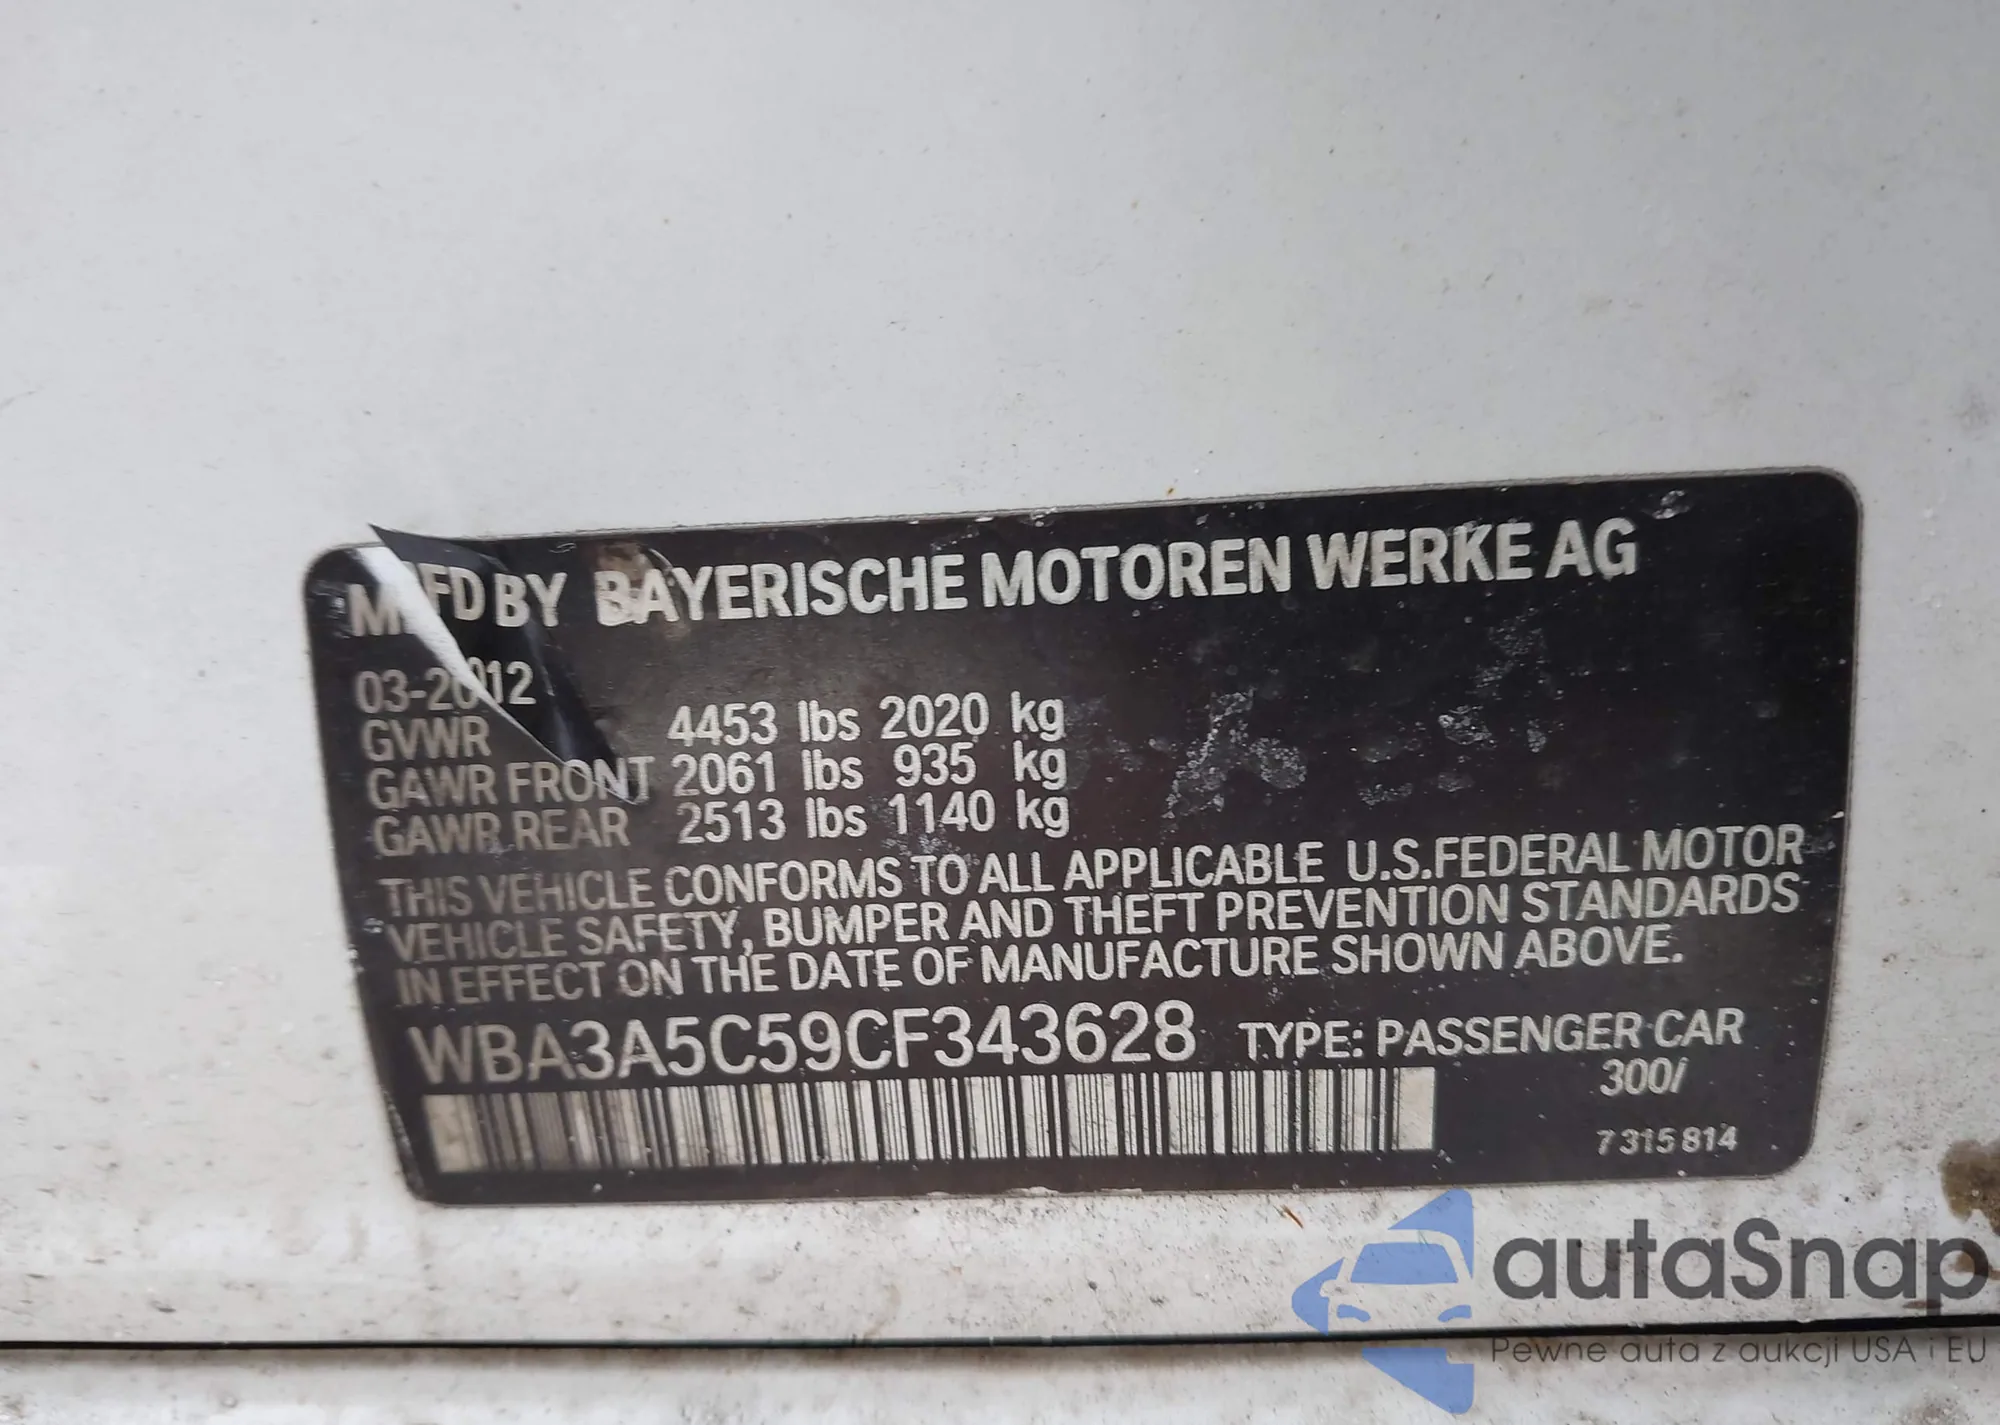 MFD BY BAYERISCHE MOTOREN WERKE AG
03-2012
GVWR 4453 lbs 2020 kg
GAWR FRONT 2061 lbs 935 kg
GAWR REAR 2513 lbs 1140 kg
THIS VEHICLE CONFORMS TO ALL APPLICABLE U.S.FEDERAL MOTOR
VEHICLE SAFETY, BUMPER AND THEFT PREVENTION STANDARDS
IN EFFECT ON THE DATE OF MANUFACTURE SHOWN ABOVE.
WBA3A5C59CF343628 TYPE: PASSENGER CAR
300/
7315814
autaSnap
Pewne auta z aukcji USA i EU